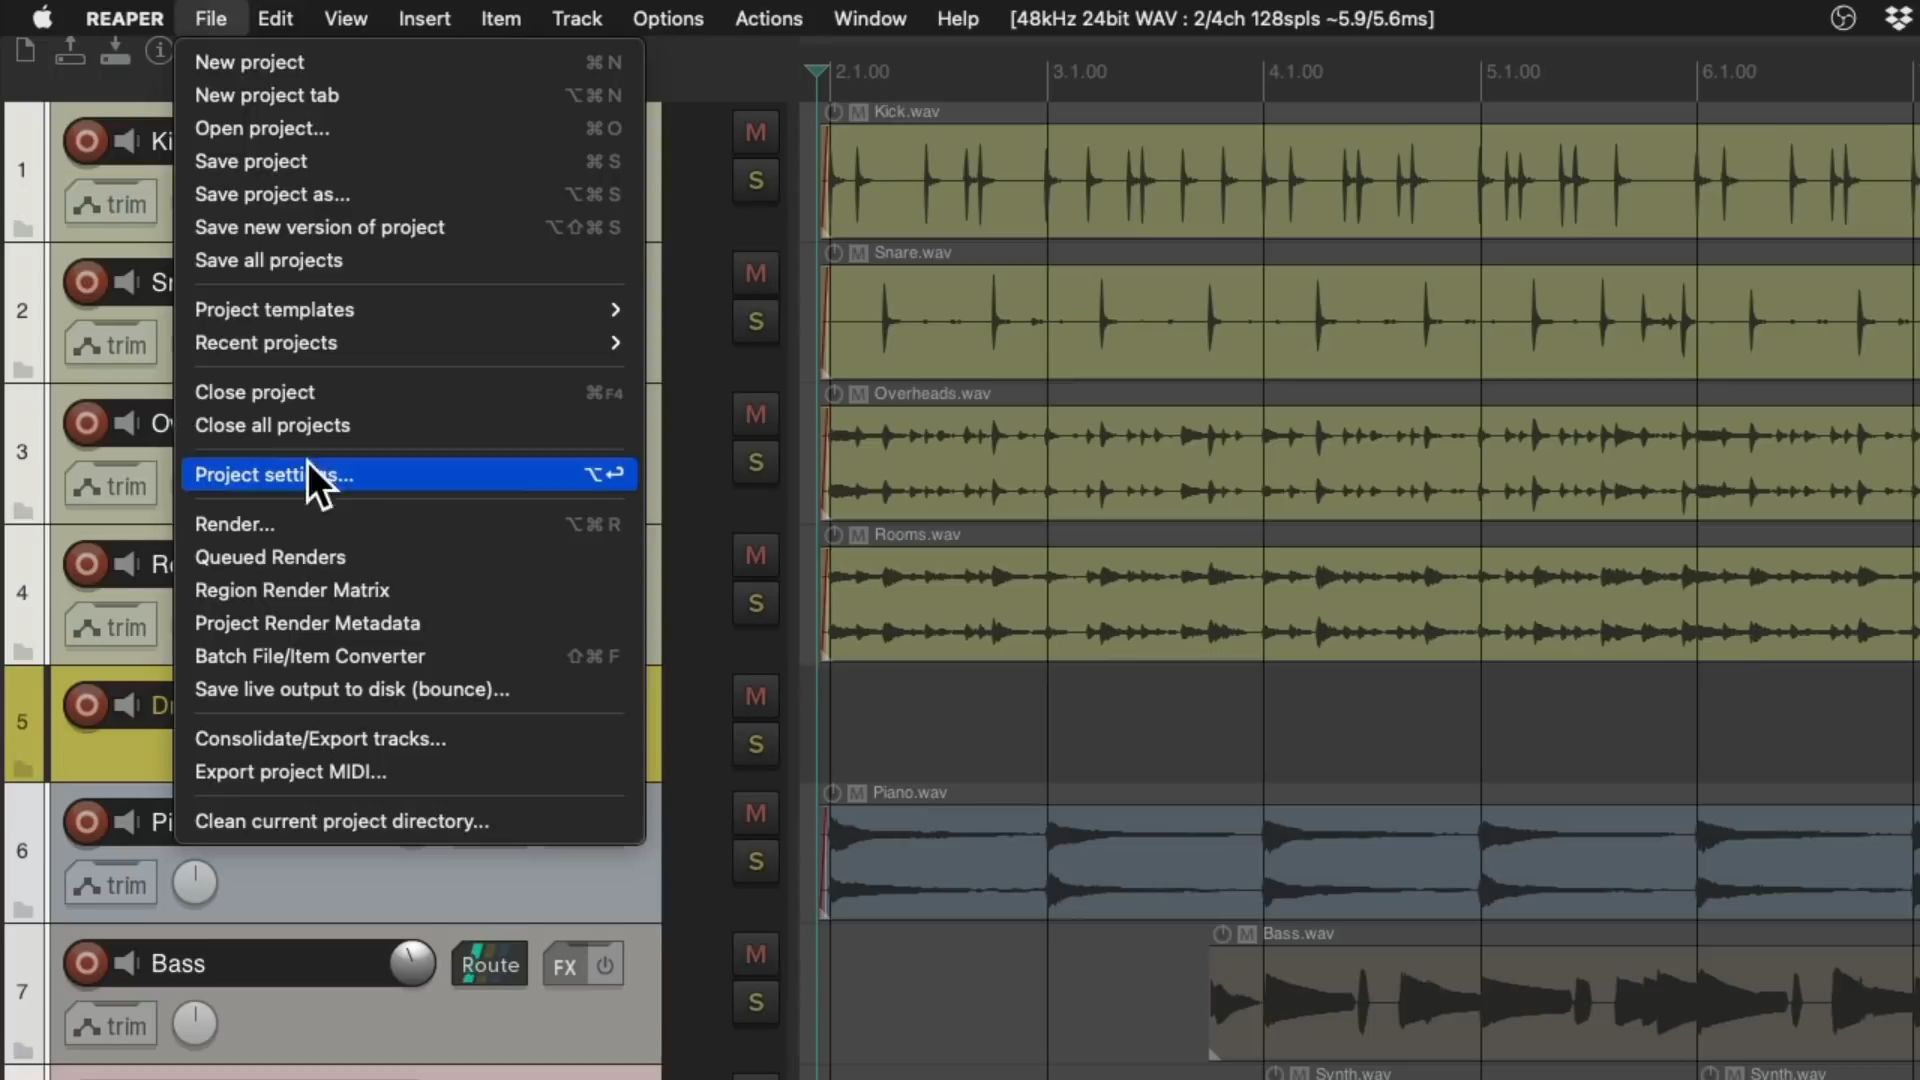 REAPER File Edit View Insert Item Track Options Actions Window Help [48kHz 24bit WAV : 2/4ch 128spls ~5.9/5.6ms]
New project ⌘ N
New project tab ⌥⌘ N
Open project... ⌘ O
Save project ⌘ S
Save project as... ⌥⌘ S
Save new version of project ⌥⇧⌘ S
Save all projects
Project templates
Recent projects
Close project ⌘F4
Close all projects
Project settings... ⌥↩
Render... ⌥⌘ R
Queued Renders
Region Render Matrix
Project Render Metadata
Batch File/Item Converter ⇧⌘ F
Save live output to disk (bounce)...
Consolidate/Export tracks...
Export project MIDI...
Clean current project directory...
2.1.00 3.1.00 4.1.00 5.1.00 6.1.00
1 Ki M Kick.wav
trim S
2 Sn M Snare.wav
trim S
3 Ov M Overheads.wav
trim S
4 Ro M Rooms.wav
trim S
5 Dr M
S
6 Pi M Piano.wav
trim S
7 Bass Route FX M Bass.wav
trim S
Synth.wav Synth.wav